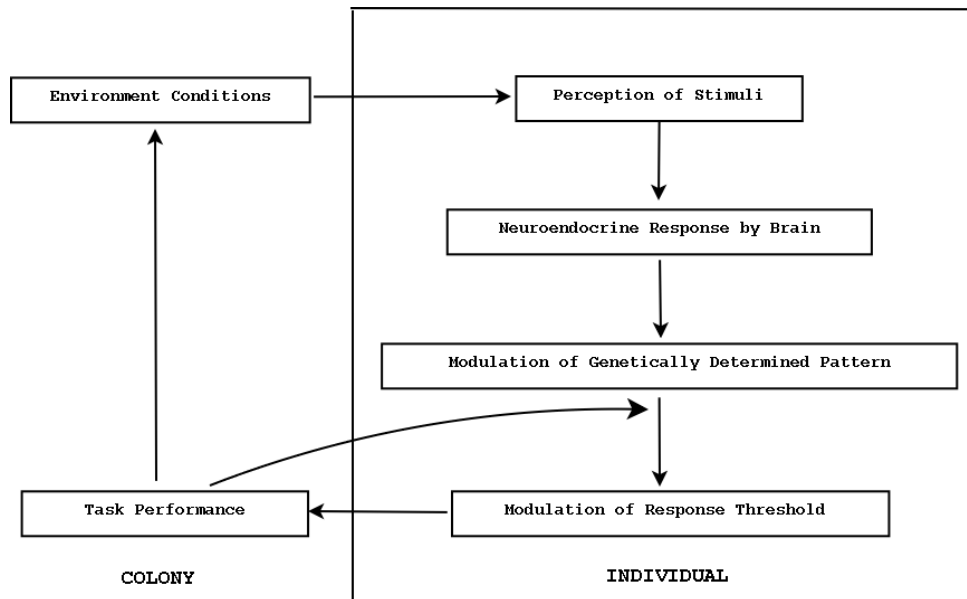 Environment Conditions
Perception of Stimuli
Neuroendocrine Response by Brain
Modulation of Genetically Determined Pattern
Task Performance
Modulation of Response Threshold
COLONY
INDIVIDUAL